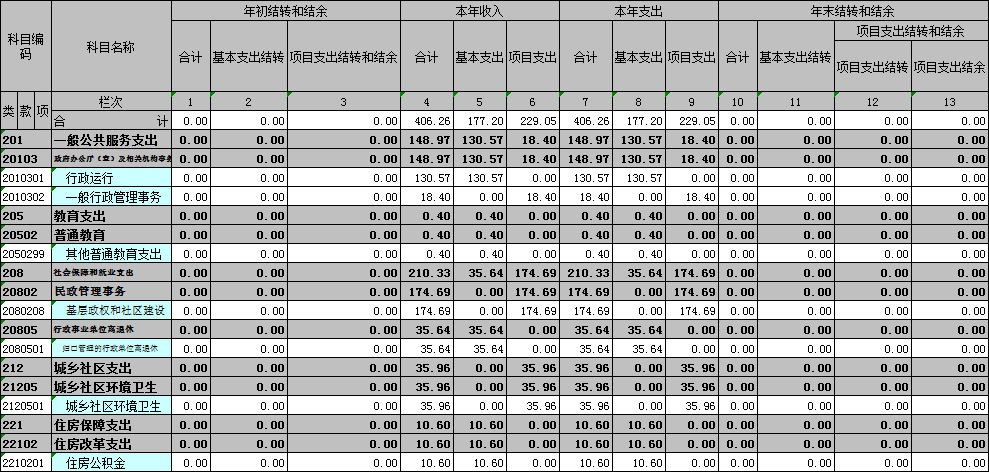 科目编码 科目名称 年初结转和结余 本年收入 本年支出 年末结转和结余
合计 基本支出结转 项目支出结转和结余 合计 基本支出 项目支出 合计 基本支出 项目支出 合计 基本支出结转 项目支出结转和结余
项目支出结转 项目支出结余
类 款 项 栏次 1 2 3 4 5 6 7 8 9 10 11 12 13
合计 0.00 0.00 0.00 406.26 177.20 229.05 406.26 177.20 229.05 0.00 0.00 0.00 0.00
201 一般公共服务支出 0.00 0.00 0.00 148.97 130.57 18.40 148.97 130.57 18.40 0.00 0.00 0.00 0.00
20103 政府办公厅（室）及相关机构事务 0.00 0.00 0.00 148.97 130.57 18.40 148.97 130.57 18.40 0.00 0.00 0.00 0.00
2010301 行政运行 0.00 0.00 0.00 130.57 130.57 0.00 130.57 130.57 0.00 0.00 0.00 0.00 0.00
2010302 一般行政管理事务 0.00 0.00 0.00 18.40 0.00 18.40 18.40 0.00 18.40 0.00 0.00 0.00 0.00
205 教育支出 0.00 0.00 0.00 0.40 0.40 0.00 0.40 0.40 0.00 0.00 0.00 0.00 0.00
20502 普通教育 0.00 0.00 0.00 0.40 0.40 0.00 0.40 0.40 0.00 0.00 0.00 0.00 0.00
2050299 其他普通教育支出 0.00 0.00 0.00 0.40 0.40 0.00 0.40 0.40 0.00 0.00 0.00 0.00 0.00
208 社会保障和就业支出 0.00 0.00 0.00 210.33 35.64 174.69 210.33 35.64 174.69 0.00 0.00 0.00 0.00
20802 民政管理事务 0.00 0.00 0.00 174.69 0.00 174.69 174.69 0.00 174.69 0.00 0.00 0.00 0.00
2080208 基层政权和社区建设 0.00 0.00 0.00 174.69 0.00 174.69 174.69 0.00 174.69 0.00 0.00 0.00 0.00
20805 行政事业单位离退休 0.00 0.00 0.00 35.64 35.64 0.00 35.64 35.64 0.00 0.00 0.00 0.00 0.00
2080501 归口管理的行政单位离退休 0.00 0.00 0.00 35.64 35.64 0.00 35.64 35.64 0.00 0.00 0.00 0.00 0.00
212 城乡社区支出 0.00 0.00 0.00 35.96 0.00 35.96 35.96 0.00 35.96 0.00 0.00 0.00 0.00
21205 城乡社区环境卫生 0.00 0.00 0.00 35.96 0.00 35.96 35.96 0.00 35.96 0.00 0.00 0.00 0.00
2120501 城乡社区环境卫生 0.00 0.00 0.00 35.96 0.00 35.96 35.96 0.00 35.96 0.00 0.00 0.00 0.00
221 住房保障支出 0.00 0.00 0.00 10.60 10.60 0.00 10.60 10.60 0.00 0.00 0.00 0.00 0.00
22102 住房改革支出 0.00 0.00 0.00 10.60 10.60 0.00 10.60 10.60 0.00 0.00 0.00 0.00 0.00
2210201 住房公积金 0.00 0.00 0.00 10.60 10.60 0.00 10.60 10.60 0.00 0.00 0.00 0.00 0.00